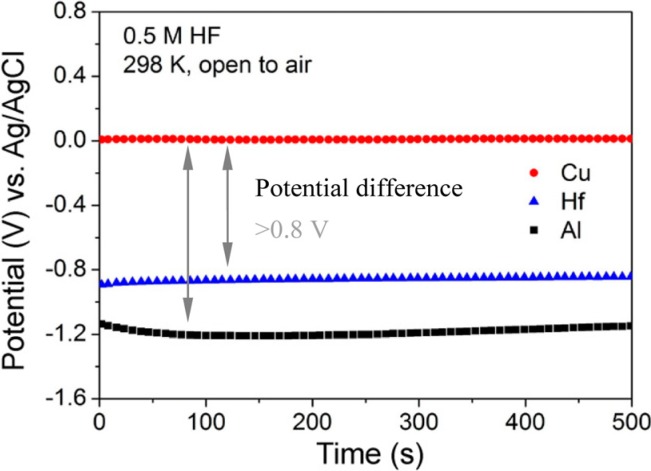 0.8
0.4
0.0
-0.4
-0.8
-1.2
-1.6
Potential (V) vs. Ag/AgCl
0.5 M HF
298 K, open to air
Potential difference
>0.8 V
Cu
Hf
Al
0
100
200
300
400
500
Time (s)